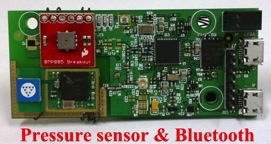 BMP085 Breakout
Pressure sensor & Bluetooth